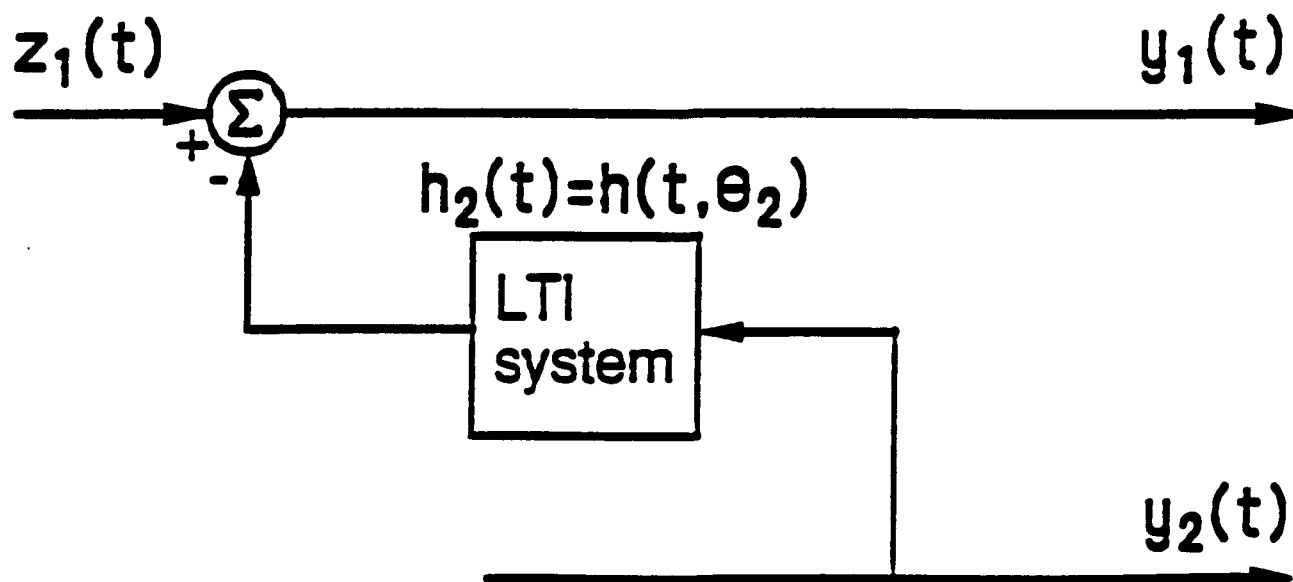 z₁(t)
y₁(t)
Σ
+
-
h₂(t)=h(t,θ₂)
LTI
system
y₂(t)